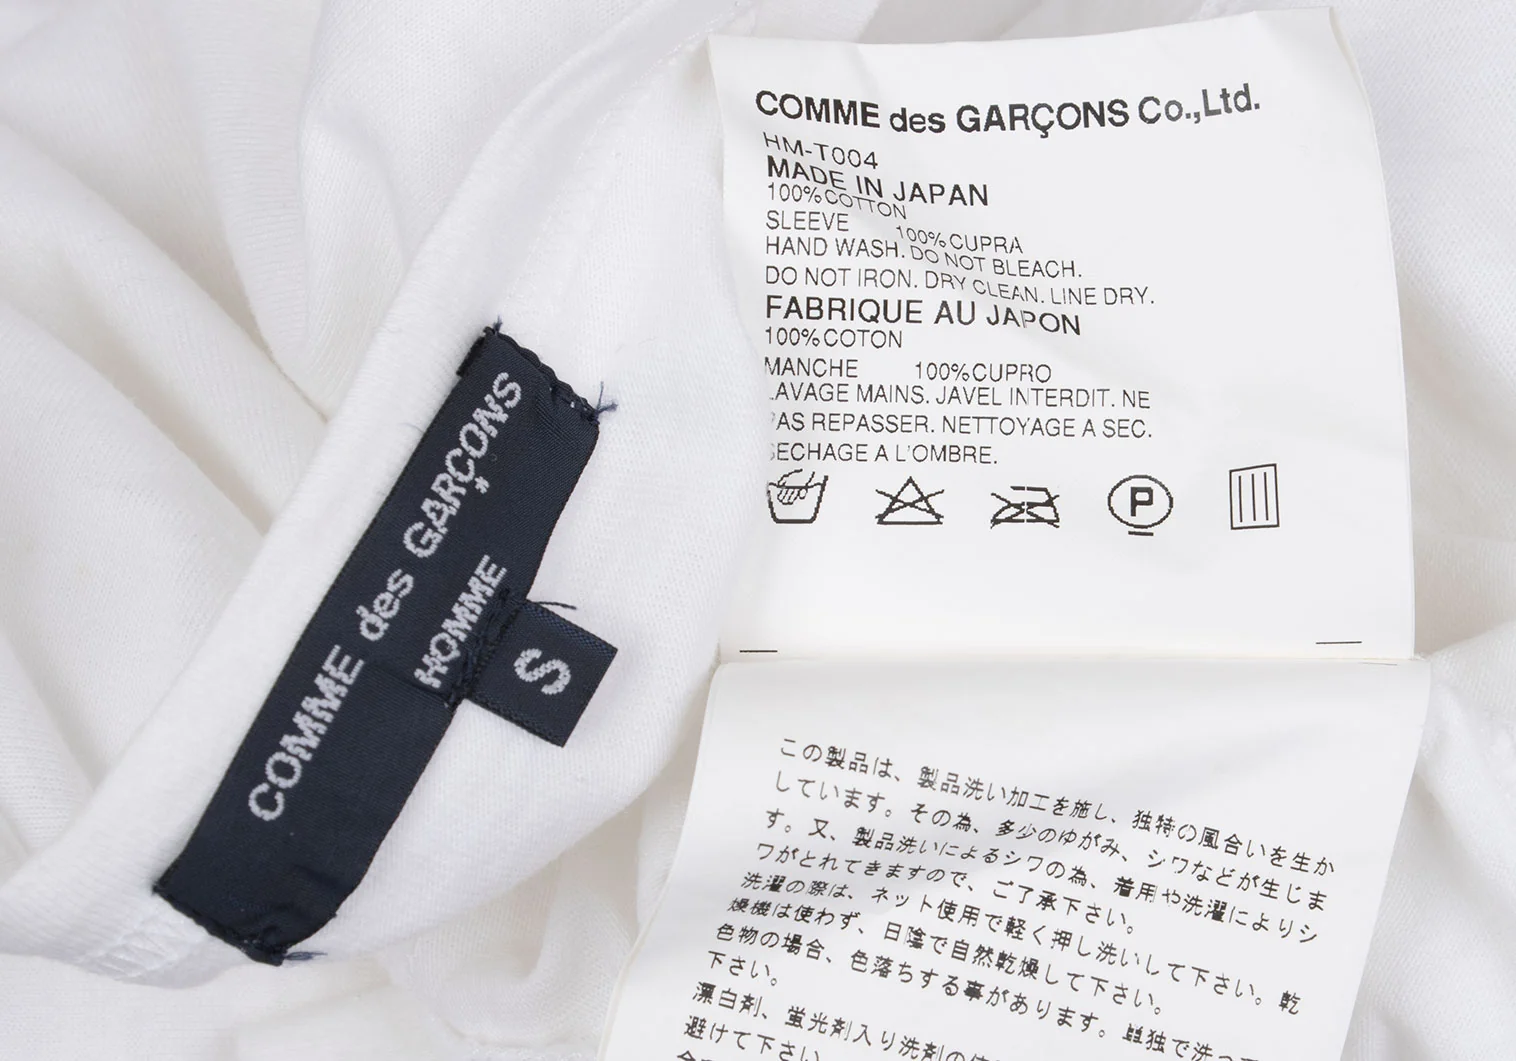 COMME des GARÇONS
HOMME
S
COMME des GARÇONS Co.,Ltd.
HM-T004
MADE IN JAPAN
100%COTTON
SLEEVE 100%CUPRA
HAND WASH. DO NOT BLEACH.
DO NOT IRON. DRY CLEAN. LINE DRY.
FABRIQUE AU JAPON
100%COTON
MANCHE 100%CUPRO
LAVAGE MAINS. JAVEL INTERDIT. NE
PAS REPASSER. NETTOYAGE A SEC.
SECHAGE A L'OMBRE.
P
この製品は、製品洗い加工を施し、独特の風合いを生か
しています。その為、多少のゆがみ、シワなどが生じま
す。又、製品洗いによるシワの為、着用や洗濯によりシ
ワがとれてきますので、ご了承下さい。
洗濯の際は、ネット使用で軽く押し洗いして下さい。乾
燥機は使わず、日陰で自然乾燥して下さい。
色物の場合、色落ちする事があります。単独で洗って
下さい。
漂白剤、蛍光剤入り洗剤の使
避けて下さい。